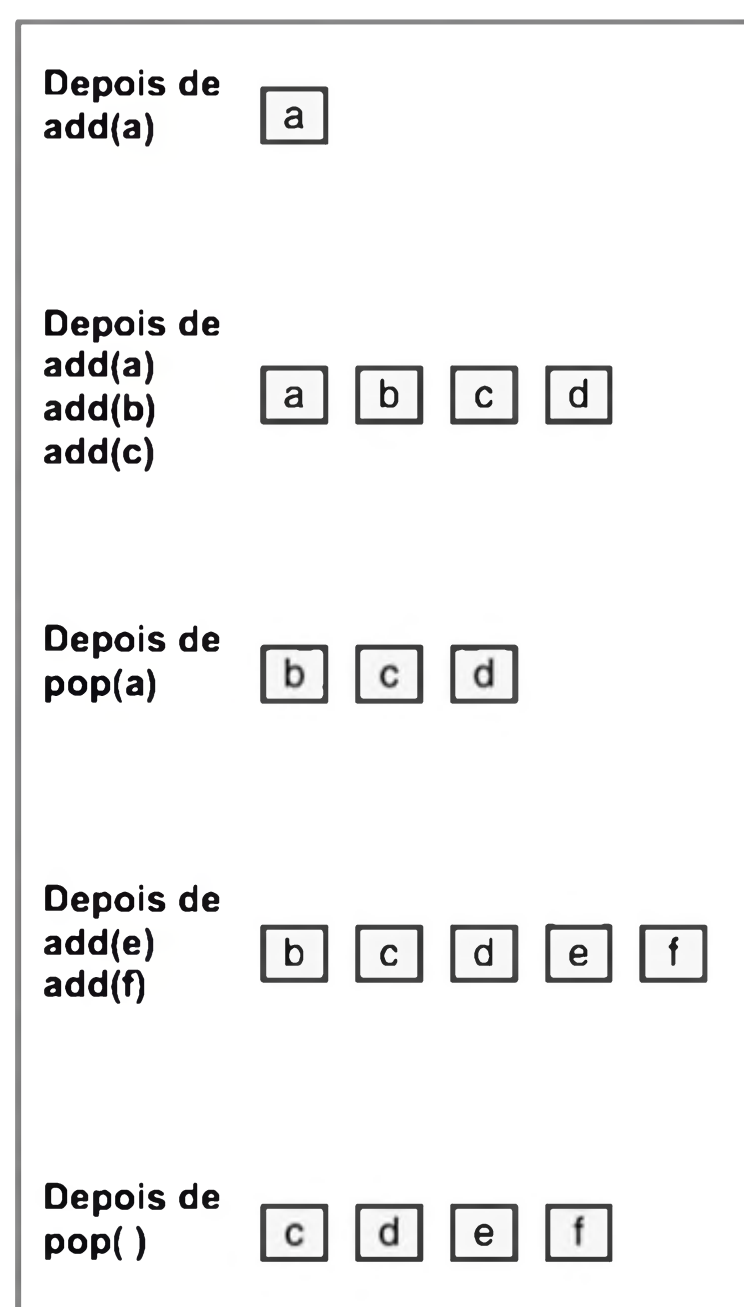 Depois de
add(a)
a
Depois de
add(a)
add(b)
add(c)
a b c d
Depois de
pop(a)
b c d
Depois de
add(e)
add(f)
b c d e f
Depois de
pop( )
c d e f